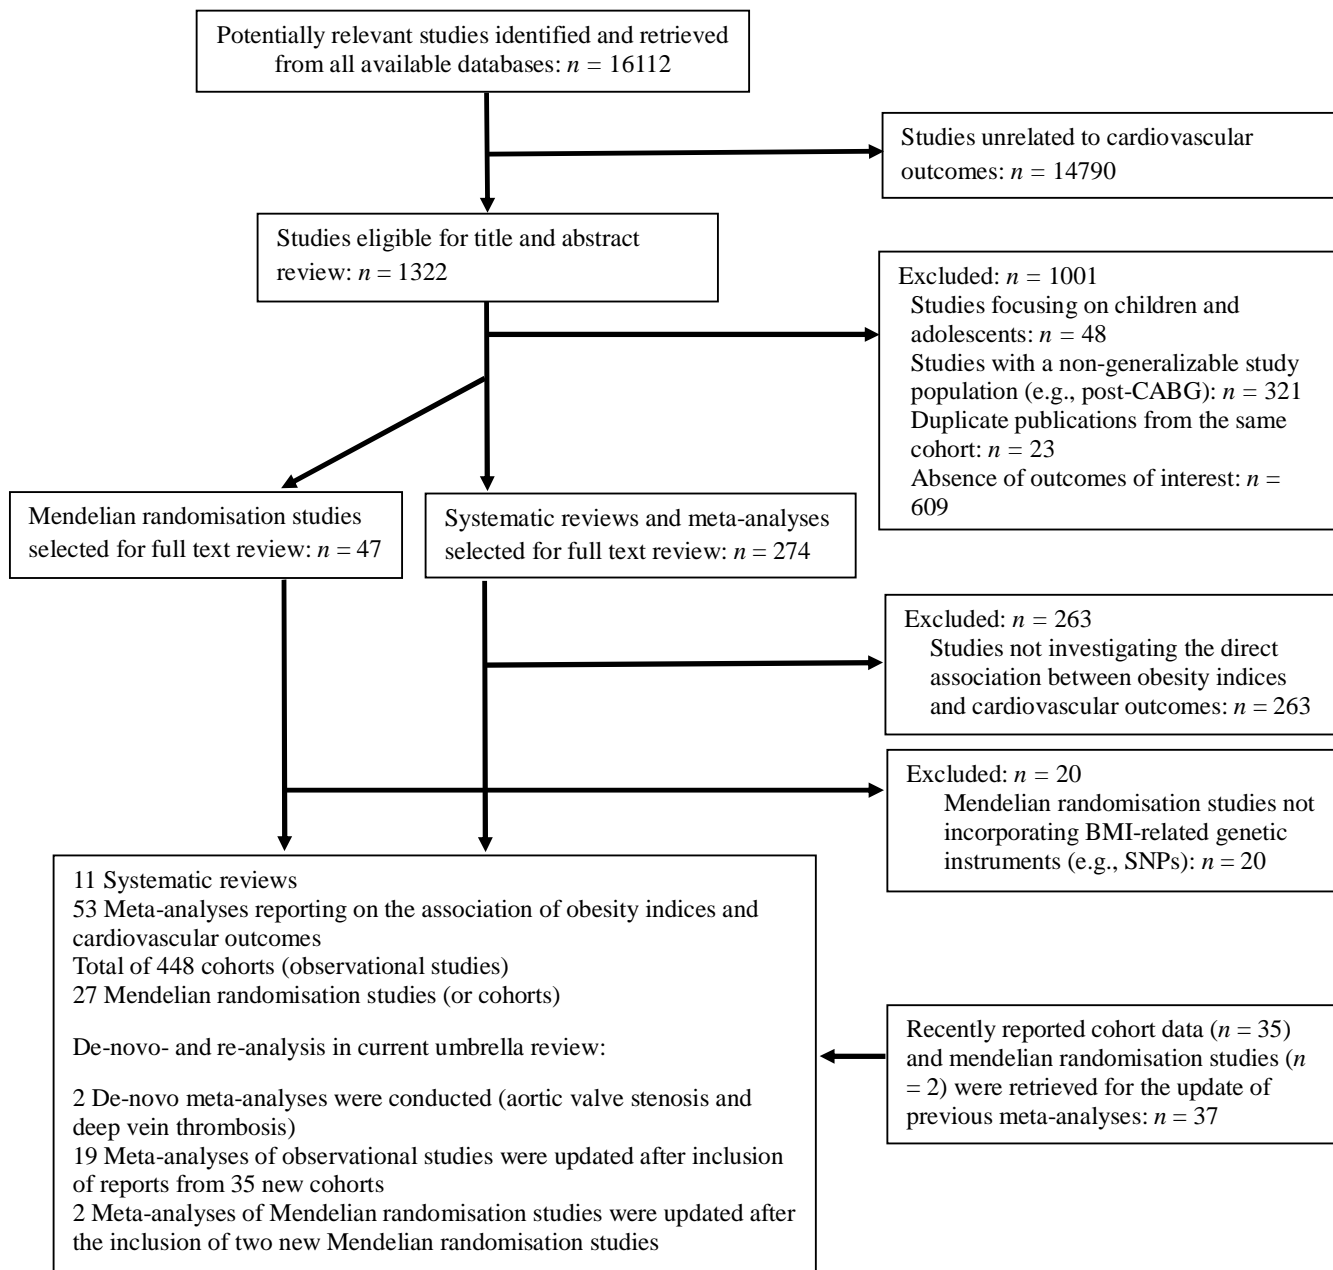 Potentially relevant studies identified and retrieved
from all available databases: n = 16112
Studies unrelated to cardiovascular
outcomes: n = 14790
Studies eligible for title and abstract
review: n = 1322
Excluded: n = 1001
Studies focusing on children and
adolescents: n = 48
Studies with a non-generalizable study
population (e.g., post-CABG): n = 321
Duplicate publications from the same
cohort: n = 23
Absence of outcomes of interest: n =
609
Mendelian randomisation studies
selected for full text review: n = 47
Systematic reviews and meta-analyses
selected for full text review: n = 274
Excluded: n = 263
Studies not investigating the direct
association between obesity indices
and cardiovascular outcomes: n = 263
Excluded: n = 20
Mendelian randomisation studies not
incorporating BMI-related genetic
instruments (e.g., SNPs): n = 20
11 Systematic reviews
53 Meta-analyses reporting on the association of obesity indices and
cardiovascular outcomes
Total of 448 cohorts (observational studies)
27 Mendelian randomisation studies (or cohorts)
De-novo- and re-analysis in current umbrella review:
2 De-novo meta-analyses were conducted (aortic valve stenosis and
deep vein thrombosis)
19 Meta-analyses of observational studies were updated after inclusion
of reports from 35 new cohorts
2 Meta-analyses of Mendelian randomisation studies were updated after
the inclusion of two new Mendelian randomisation studies
Recently reported cohort data (n = 35)
and mendelian randomisation studies (n
= 2) were retrieved for the update of
previous meta-analyses: n = 37